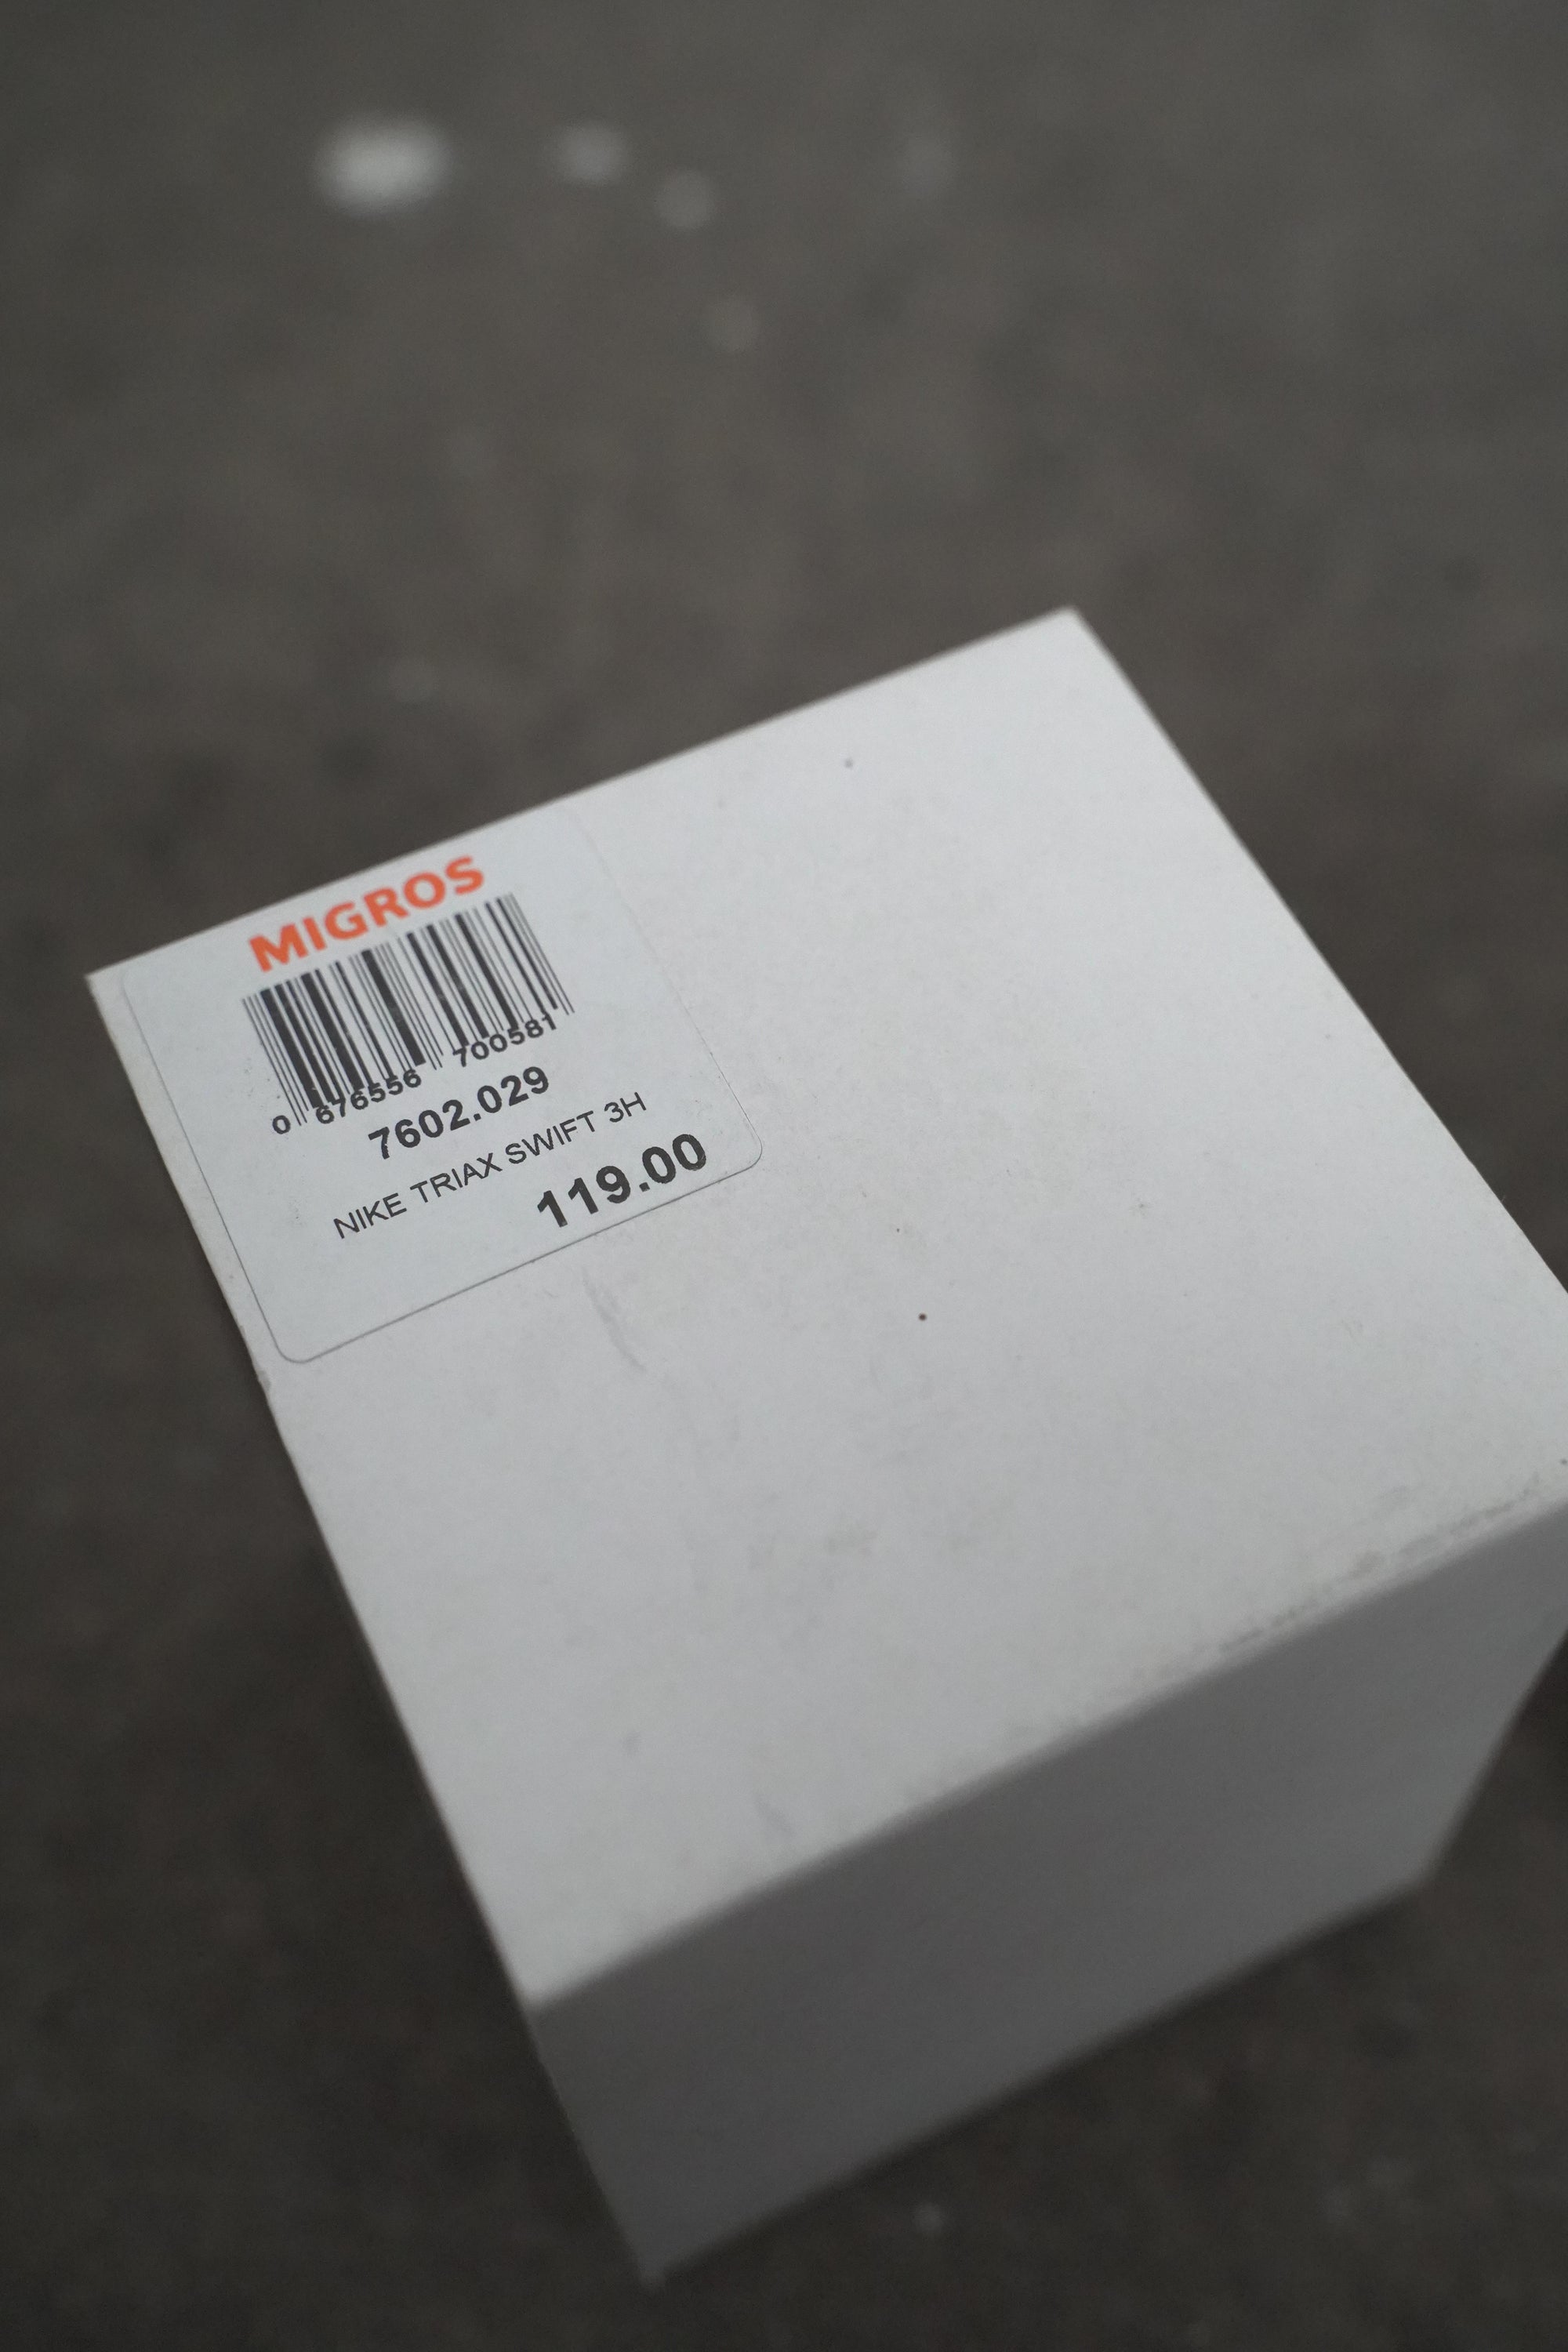 MIGROS
0 676556 700581
7602.029
NIKE TRIAX SWIFT 3H
119.00